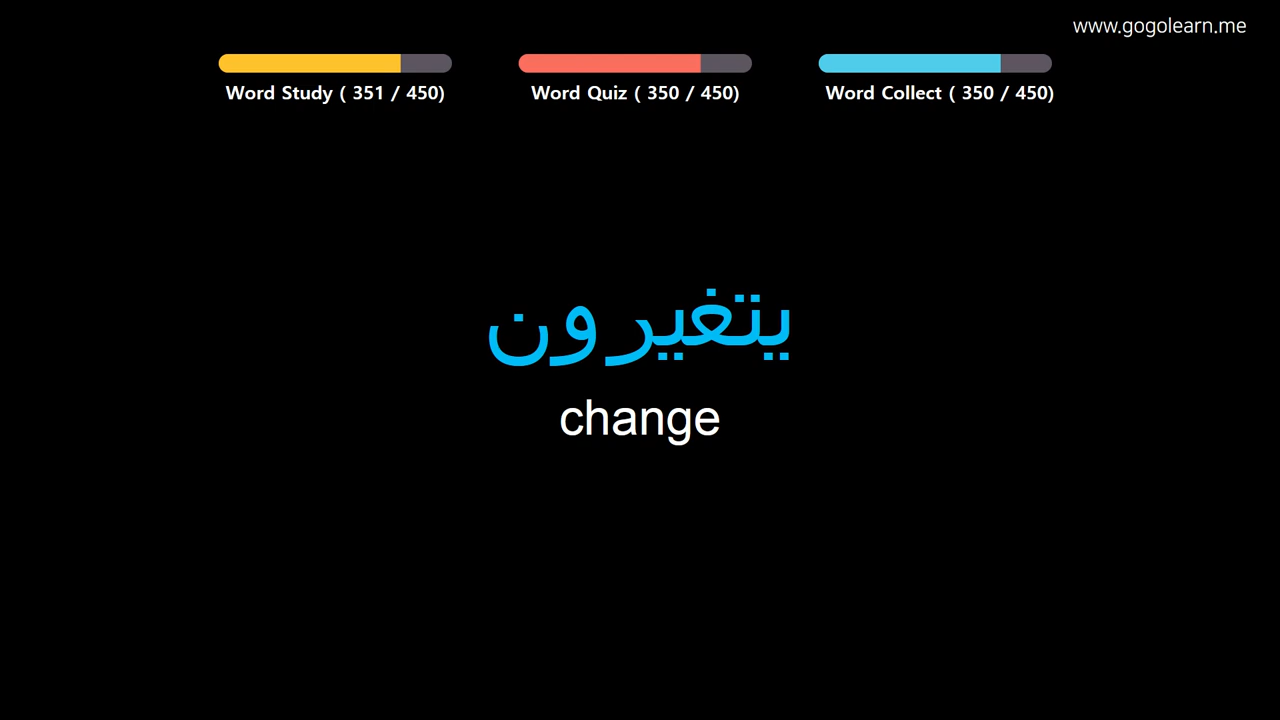 www.gogolearn.me
Word Study ( 351 / 450)
Word Quiz ( 350 / 450)
Word Collect ( 350 / 450)
يتغيرون
change